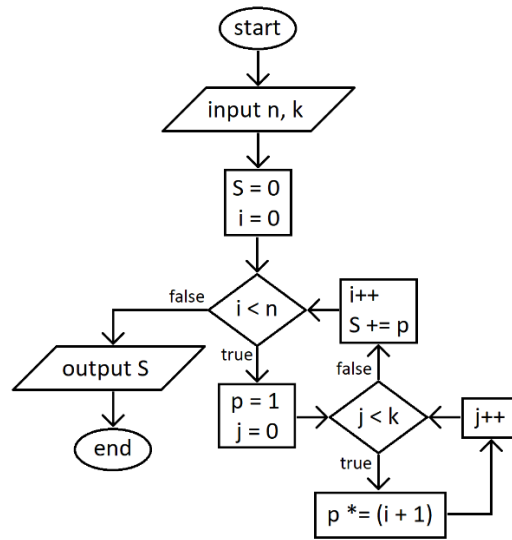 start
input n, k
S = 0
i = 0
i < n
false
true
output S
end
p = 1
j = 0
j < k
false
true
i++
S += p
j++
p *= (i + 1)